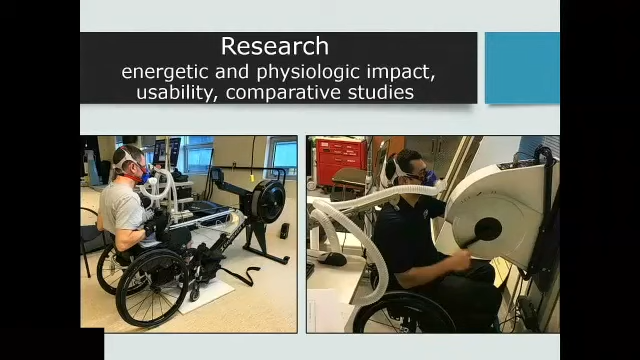 Research
energetic and physiologic impact,
usability, comparative studies